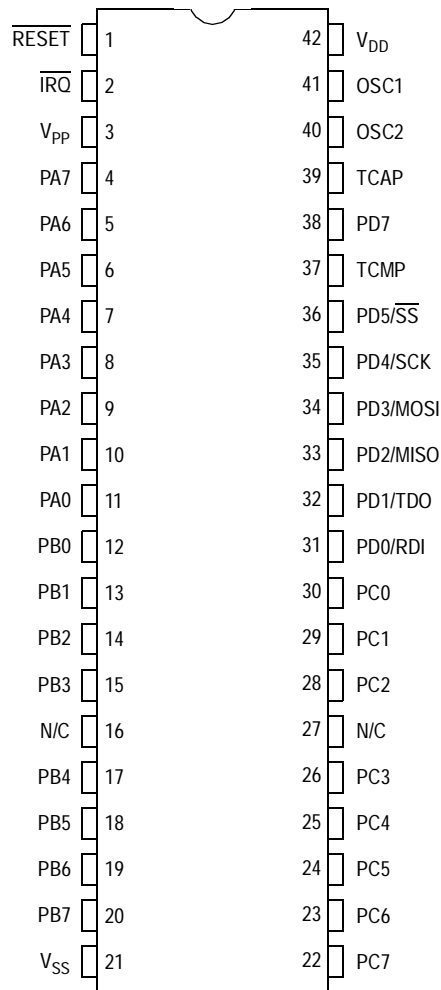 RESET 1 42 VDD
IRQ 2 41 OSC1
VPP 3 40 OSC2
PA7 4 39 TCAP
PA6 5 38 PD7
PA5 6 37 TCMP
PA4 7 36 PD5/SS
PA3 8 35 PD4/SCK
PA2 9 34 PD3/MOSI
PA1 10 33 PD2/MISO
PA0 11 32 PD1/TDO
PB0 12 31 PD0/RDI
PB1 13 30 PC0
PB2 14 29 PC1
PB3 15 28 PC2
N/C 16 27 N/C
PB4 17 26 PC3
PB5 18 25 PC4
PB6 19 24 PC5
PB7 20 23 PC6
VSS 21 22 PC7